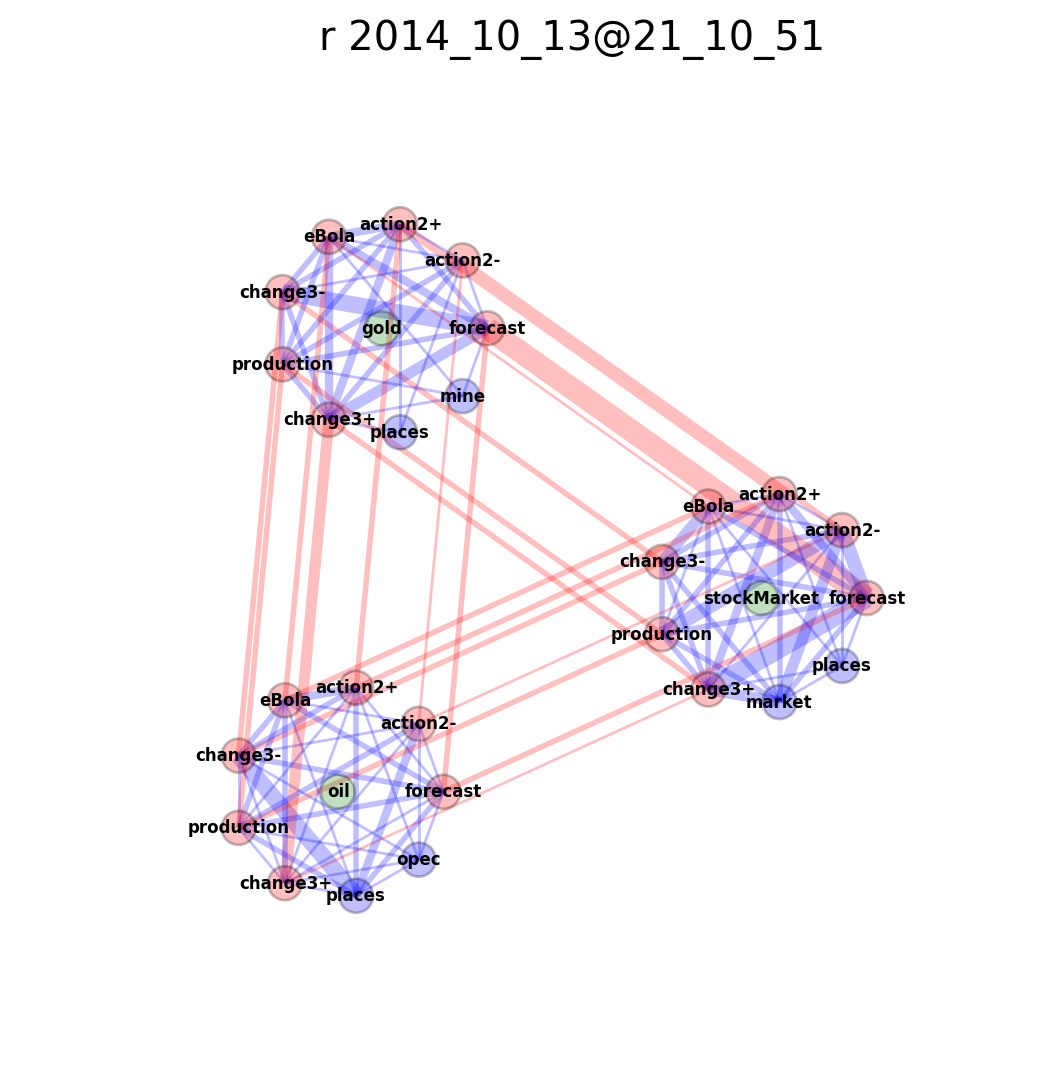 r 2014_10_13@21_10_51
action2+
eBola
action2-
change3-
gold
forecast
production
mine
change3+
places
action2+
eBola
action2-
change3-
stockMarket
forecast
production
places
change3+
market
action2+
eBola
action2-
change3-
oil
forecast
production
opec
change3+
places